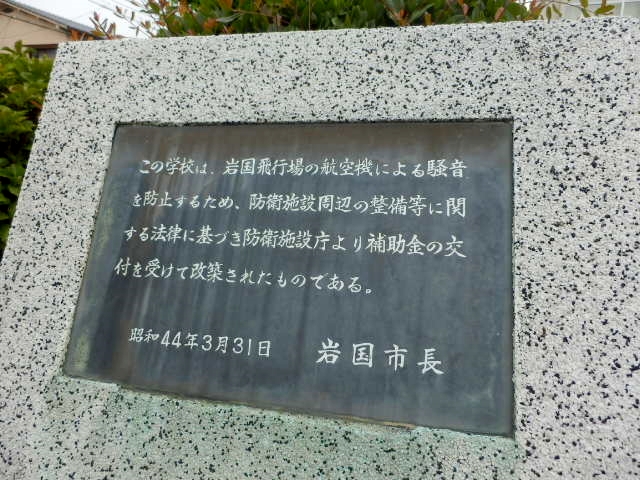 この学校は、岩国飛行場の航空機による騒音
を防止するため、防衛施設周辺の整備等に関
する法律に基づき防衛施設庁より補助金の交
付を受けて改築されたものである。
昭和44年3月31日 岩国市長